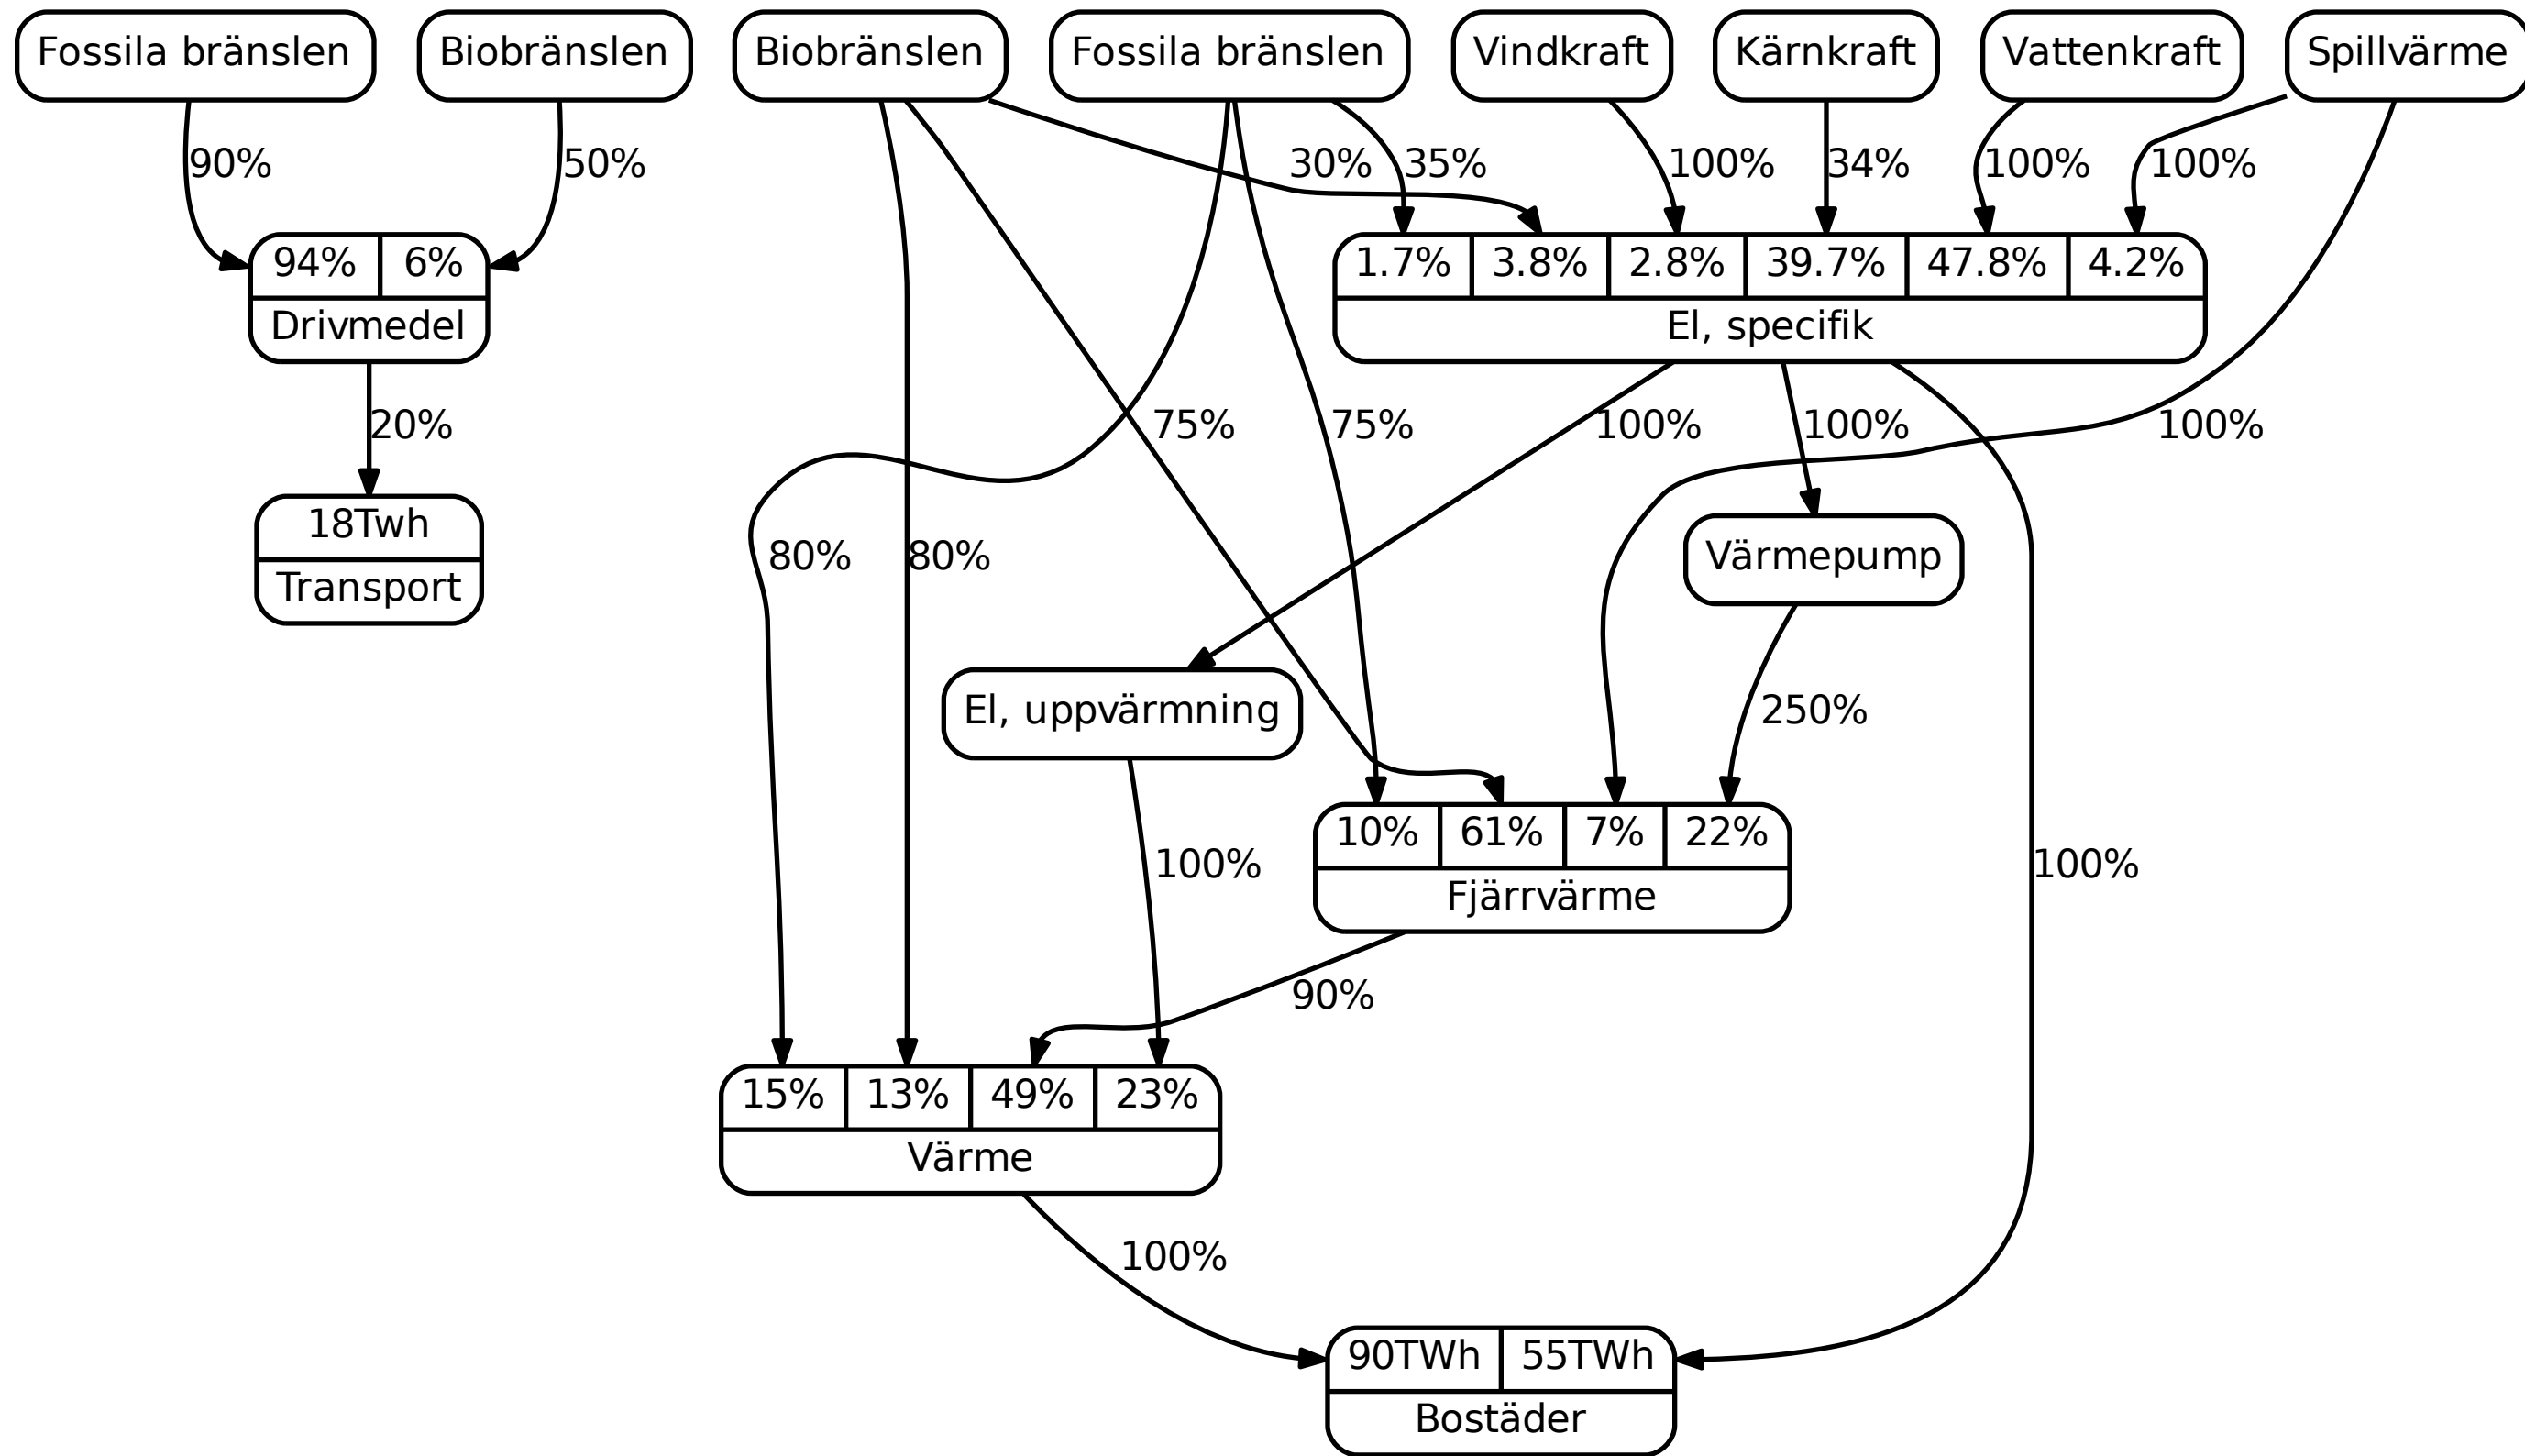 Fossila bränslen
Biobränslen
Biobränslen
Fossila bränslen
Vindkraft
Kärnkraft
Vattenkraft
Spillvärme
90%
50%
30%
35%
100%
34%
100%
100%
94%
6%
Drivmedel
1.7%
3.8%
2.8%
39.7%
47.8%
4.2%
El, specifik
20%
75%
75%
100%
100%
100%
18Twh
Transport
80%
80%
Värmepump
El, uppvärmning
250%
10%
61%
7%
22%
Fjärrvärme
100%
100%
90%
15%
13%
49%
23%
Värme
100%
90TWh
55TWh
Bostäder